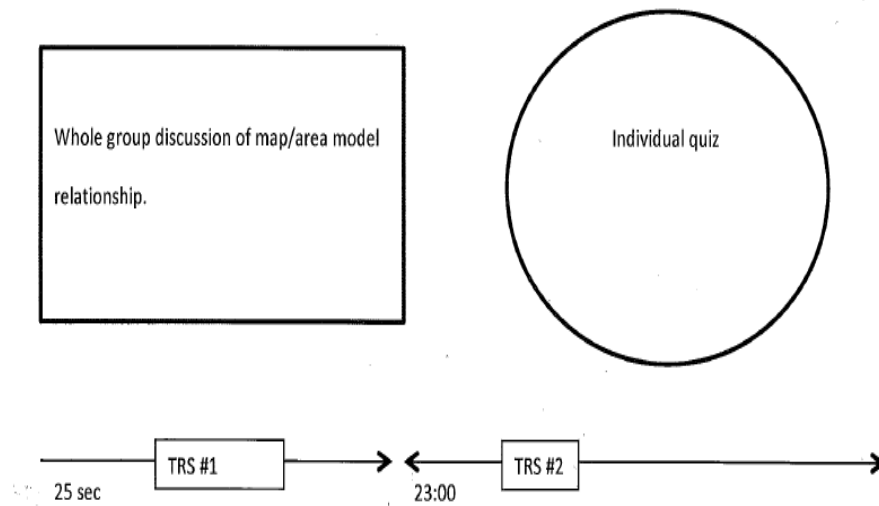 Whole group discussion of map/area model
relationship.
Individual quiz
TRS #1
TRS #2
25 sec
23:00